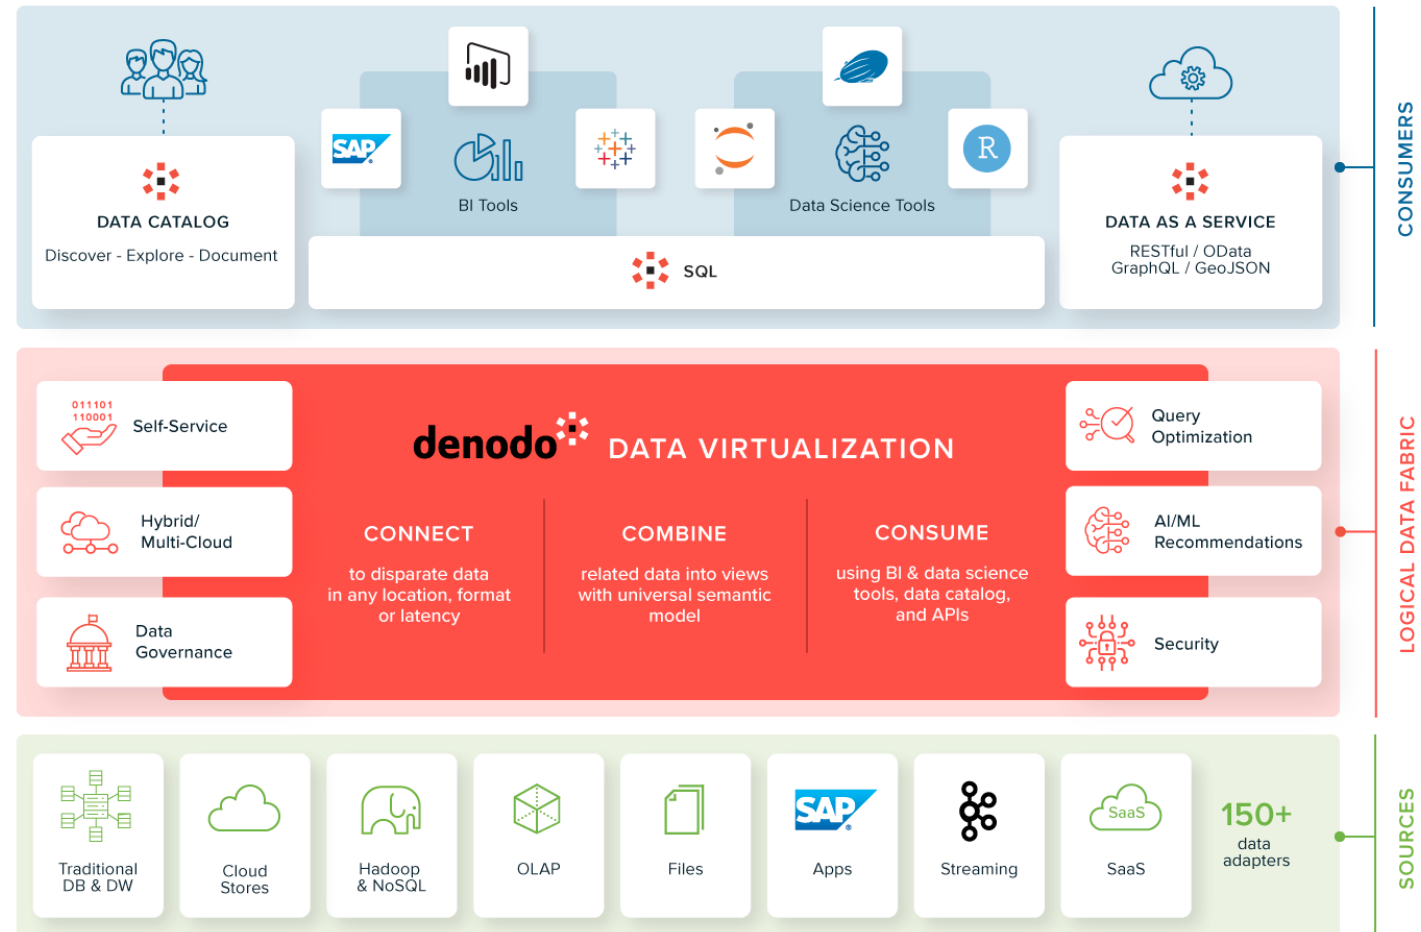 SAP
BI Tools
Data Science Tools
R
DATA CATALOG
Discover - Explore - Document
SQL
DATA AS A SERVICE
RESTful / OData
GraphQL / GeoJSON
CONSUMERS
011101
110001
Self-Service
Hybrid/
Multi-Cloud
Data
Governance
denodo DATA VIRTUALIZATION
CONNECT
to disparate data
in any location, format
or latency
COMBINE
related data into views
with universal semantic
model
CONSUME
using BI & data science
tools, data catalog,
and APIs
Query
Optimization
AI/ML
Recommendations
Security
LOGICAL DATA FABRIC
Traditional
DB & DW
Cloud
Stores
Hadoop
& NoSQL
OLAP
Files
SAP
Apps
Streaming
SaaS
SaaS
150+
data
adapters
SOURCES